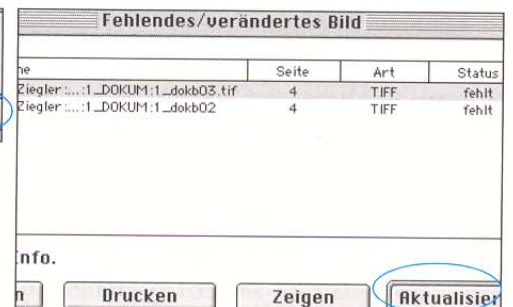 Fehlendes/verändertes Bild
Seite Art Status
Ziegler:...:1_DOKUM:1_dokb03.tif 4 TIFF fehlt
Ziegler:...:1_DOKUM:1_dokb02 4 TIFF fehlt
Info.
Drucken Zeigen